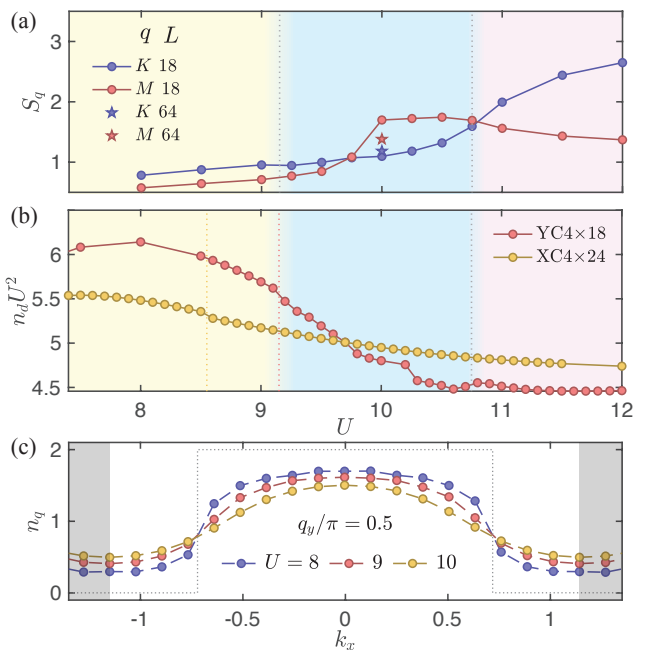 (a)
3
2
1
S_q
q L
K 18
M 18
K 64
M 64
(b)
6
5.5
5
4.5
n_d U^2
YC4×18
XC4×24
8 9 10 11 12
U
(c)
2
1
0
n_q
q_y/π = 0.5
U = 8 9 10
-1 -0.5 0 0.5 1
k_x